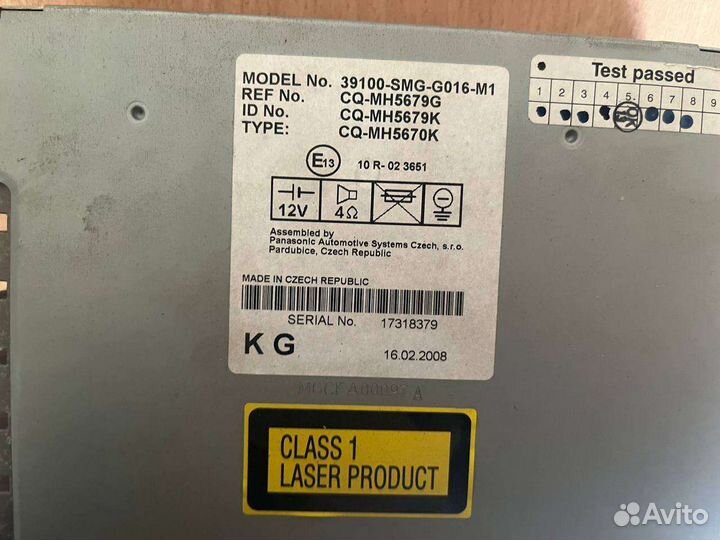 MODEL No. 39100-SMG-G016-M1
REF No. CQ-MH5679G
ID No. CQ-MH5679K
TYPE: CQ-MH5670K
Test passed
1 2 3 4 5 6 7 8
OK
E13 10 R- 02 3651
12V 4Ω
Assembled by
Panasonic Automotive Systems Czech, s.r.o.
Pardubice, Czech Republic
MADE IN CZECH REPUBLIC
SERIAL No. 17318379
K G 16.02.2008
CLASS 1
LASER PRODUCT
Avito